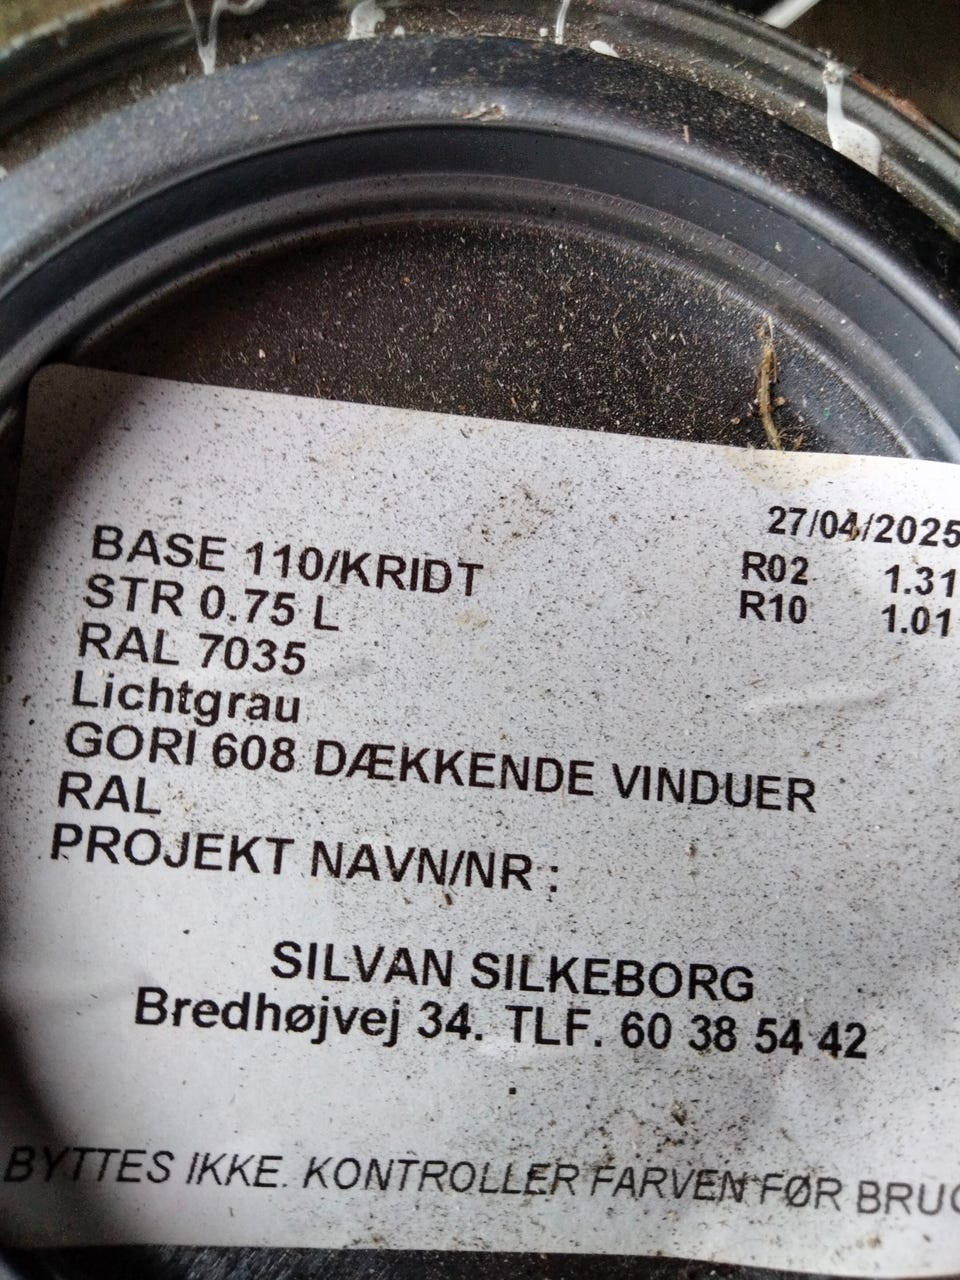 27/04/2025
BASE 110/KRIDT R02 1.31
STR 0.75 L R10 1.01
RAL 7035
Lichtgrau
GORI 608 DÆKKENDE VINDUER
RAL
PROJEKT NAVN/NR :
SILVAN SILKEBORG
Bredhøjvej 34. TLF. 60 38 54 42
BYTTES IKKE. KONTROLLER FARVEN FØR